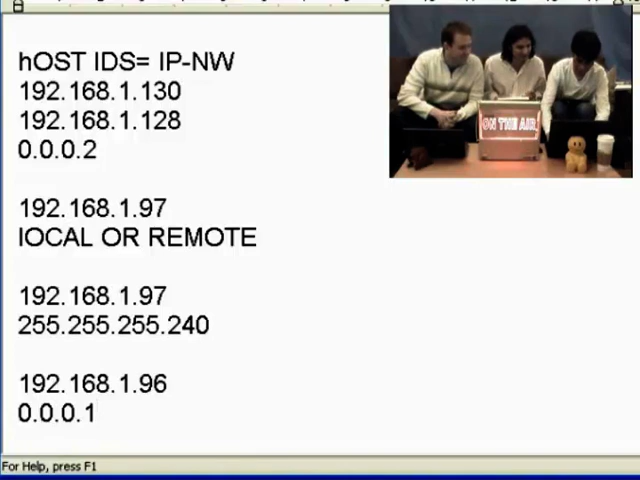 hOST IDS= IP-NW
192.168.1.130
192.168.1.128
0.0.0.2
192.168.1.97
lOCAL OR REMOTE
192.168.1.97
255.255.255.240
192.168.1.96
0.0.0.1
ON THE AIR
For Help, press F1